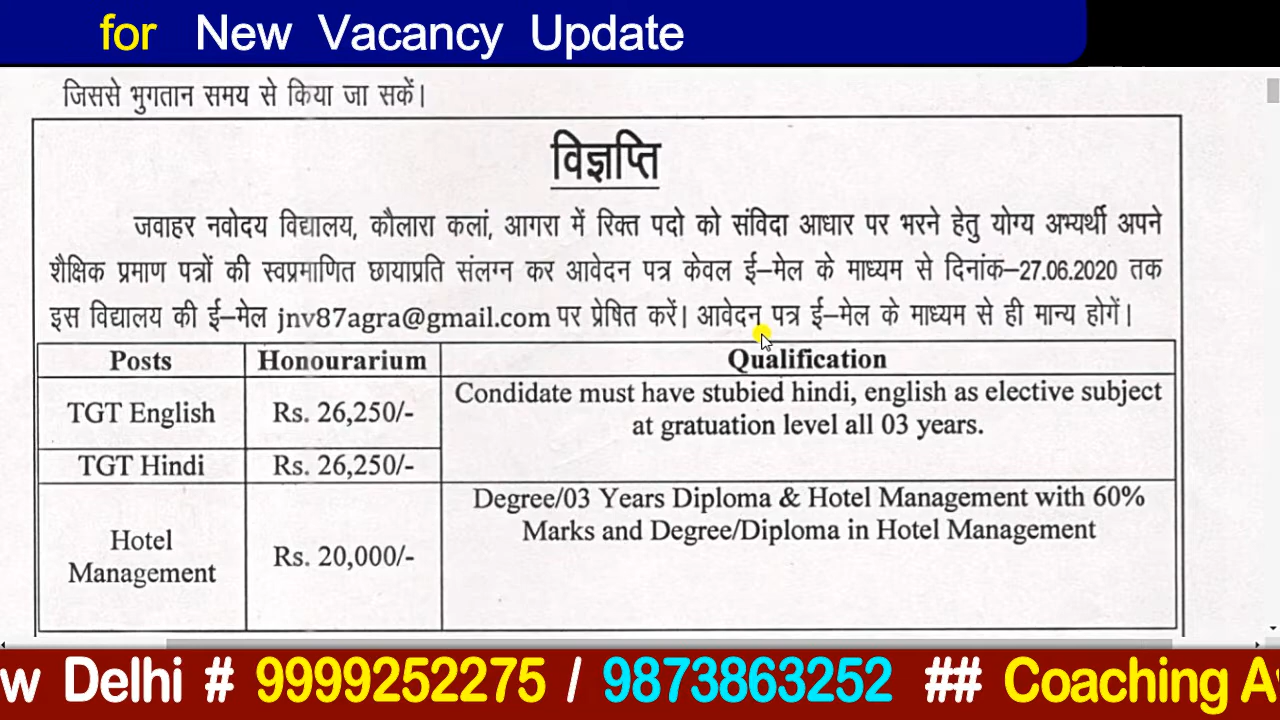 for New Vacancy Update
जिससे भुगतान समय से किया जा सकें।
विज्ञप्ति
जवाहर नवोदय विद्यालय, कौलारा कलां, आगरा में रिक्त पदो को संविदा आधार पर भरने हेतु योग्य अभ्यर्थी अपने
शैक्षिक प्रमाण पत्रों की स्वप्रमाणित छायाप्रति संलग्न कर आवेदन पत्र केवल ई–मेल के माध्यम से दिनांक–27.06.2020 तक
इस विद्यालय की ई–मेल jnv87agra@gmail.com पर प्रेषित करें। आवेदन पत्र ई–मेल के माध्यम से ही मान्य होगें।
Posts Honourarium Qualification
TGT English Rs. 26,250/- Condidate must have stubied hindi, english as elective subject
at gratuation level all 03 years.
TGT Hindi Rs. 26,250/-
Hotel Management Rs. 20,000/- Degree/03 Years Diploma & Hotel Management with 60%
Marks and Degree/Diploma in Hotel Management
w Delhi # 9999252275 / 9873863252 ## Coaching A